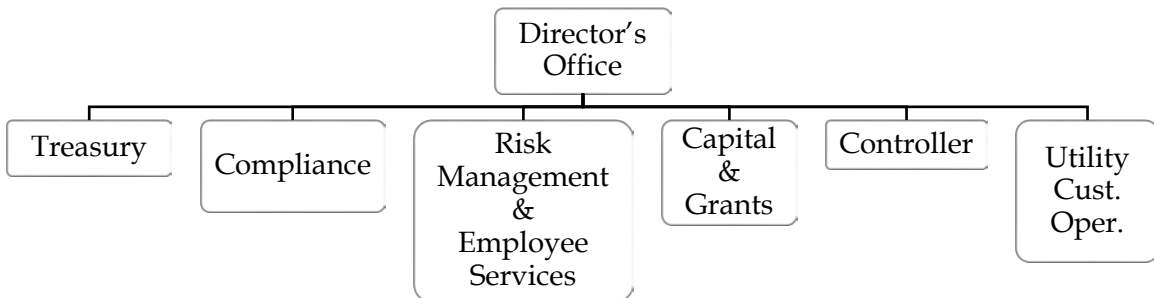 Director’s
Office
Treasury
Compliance
Risk
Management
&
Employee
Services
Capital
&
Grants
Controller
Utility
Cust.
Oper.